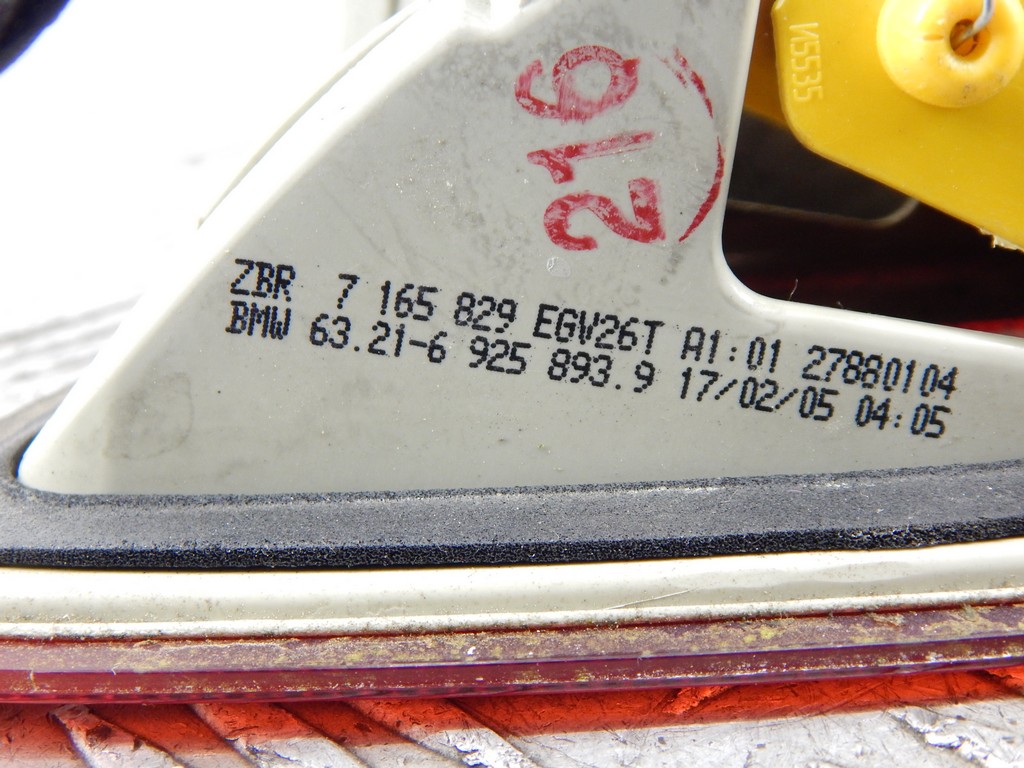 216
И5535
ZBR 7 165 829 EGV26T A1:01 27880104
BMW 63.21-6 925 893.9 17/02/05 04:05